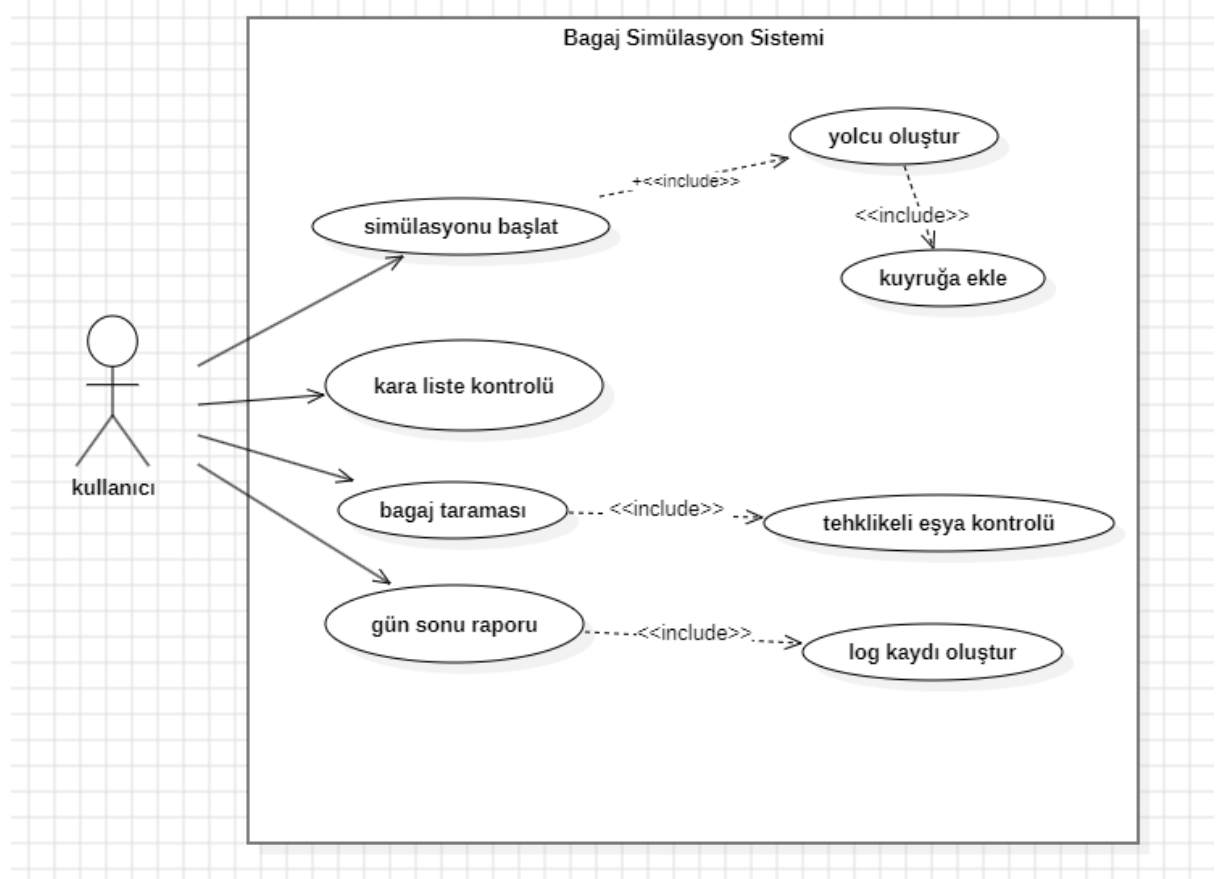 Bagaj Simülasyon Sistemi
yolcu oluştur
+<<include>>
simülasyonu başlat
<<include>>
kuyruğa ekle
kara liste kontrolü
kullanıcı
bagaj taraması
<<include>>
tehklikeli eşya kontrolü
gün sonu raporu
<<include>>
log kaydı oluştur